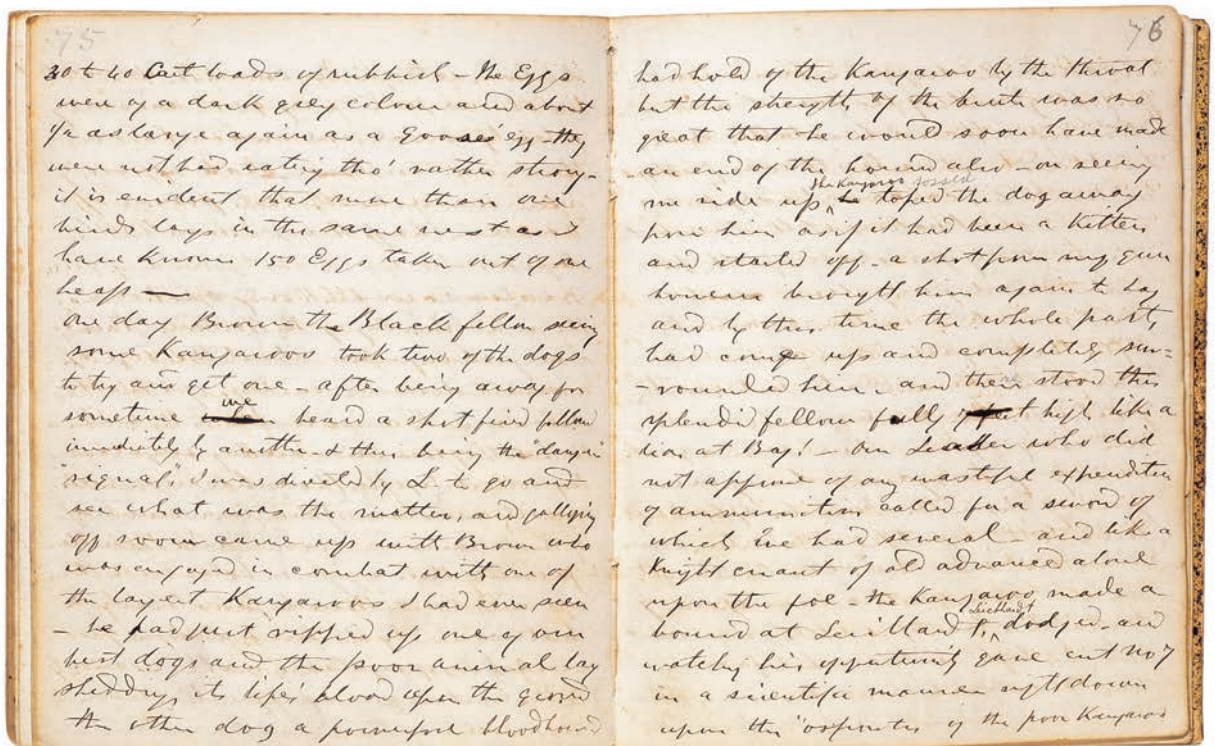 75
30 to 40 Cart loads of rubbish - The Eggs
were of a dark grey colour and about
1/2 as large again as a Goose's egg - they
were not bad eating tho' rather strong -
it is evident that more than one
birds lays in the same nest as I
have Known 150 Eggs taken out of one
heap —
One day Brown the Black fellow seeing
some Kangaroos took two of the dogs
to try and get one - after being away for
sometime we heard a shot fired follow
immediately by another & this being the "danger
"signal," I was directed by L to go and
see what was the matter, and galloping
off soon came up with Brown who
was engaged in combat with one of
the largest Kangaroos I had ever seen
- he had just ripped up one of our
best dogs and the poor animal lay
shedding its life's blood upon the ground
the other dog a powerful bloodhound
76
had hold of the Kangaroo by the throat
but the strength of the brute was so
great that he would soon have made
an end of the hound also - on seeing
the Kangaroo tossed
me ride up he toped the dog away
from him as if it had been a Kitten
and started off - a shot from my gun
however brought him again to bay
and by this time the whole party
had come up and completely sur=
-rounded him - and there stood this
splendid fellow fully feet high like a
lion at Bay! - Our Leader who did
not approve of any wasteful expenditure
of ammunition called for a sword of
which we had several - and like a
Knight errant of old advanced alone
upon the foe - the Kangaroo made a
Leichhardt
bound at Leichhardt, dodged - and
watching his opportunity gave cut No 7
in a scientific manner right down
upon the of the poor Kangaroo